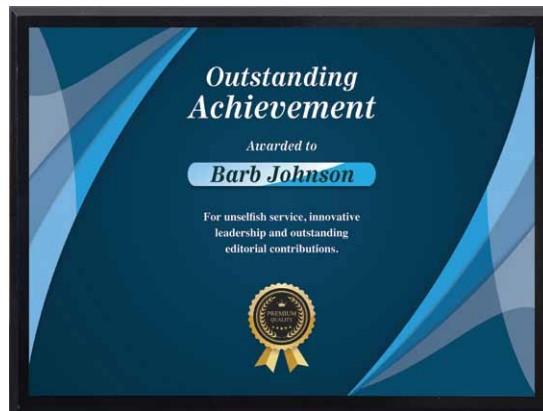 Outstanding
Achievement
Awarded to
Barb Johnson
For unselfish service, innovative
leadership and outstanding
editorial contributions.
PREMIUM
QUALITY